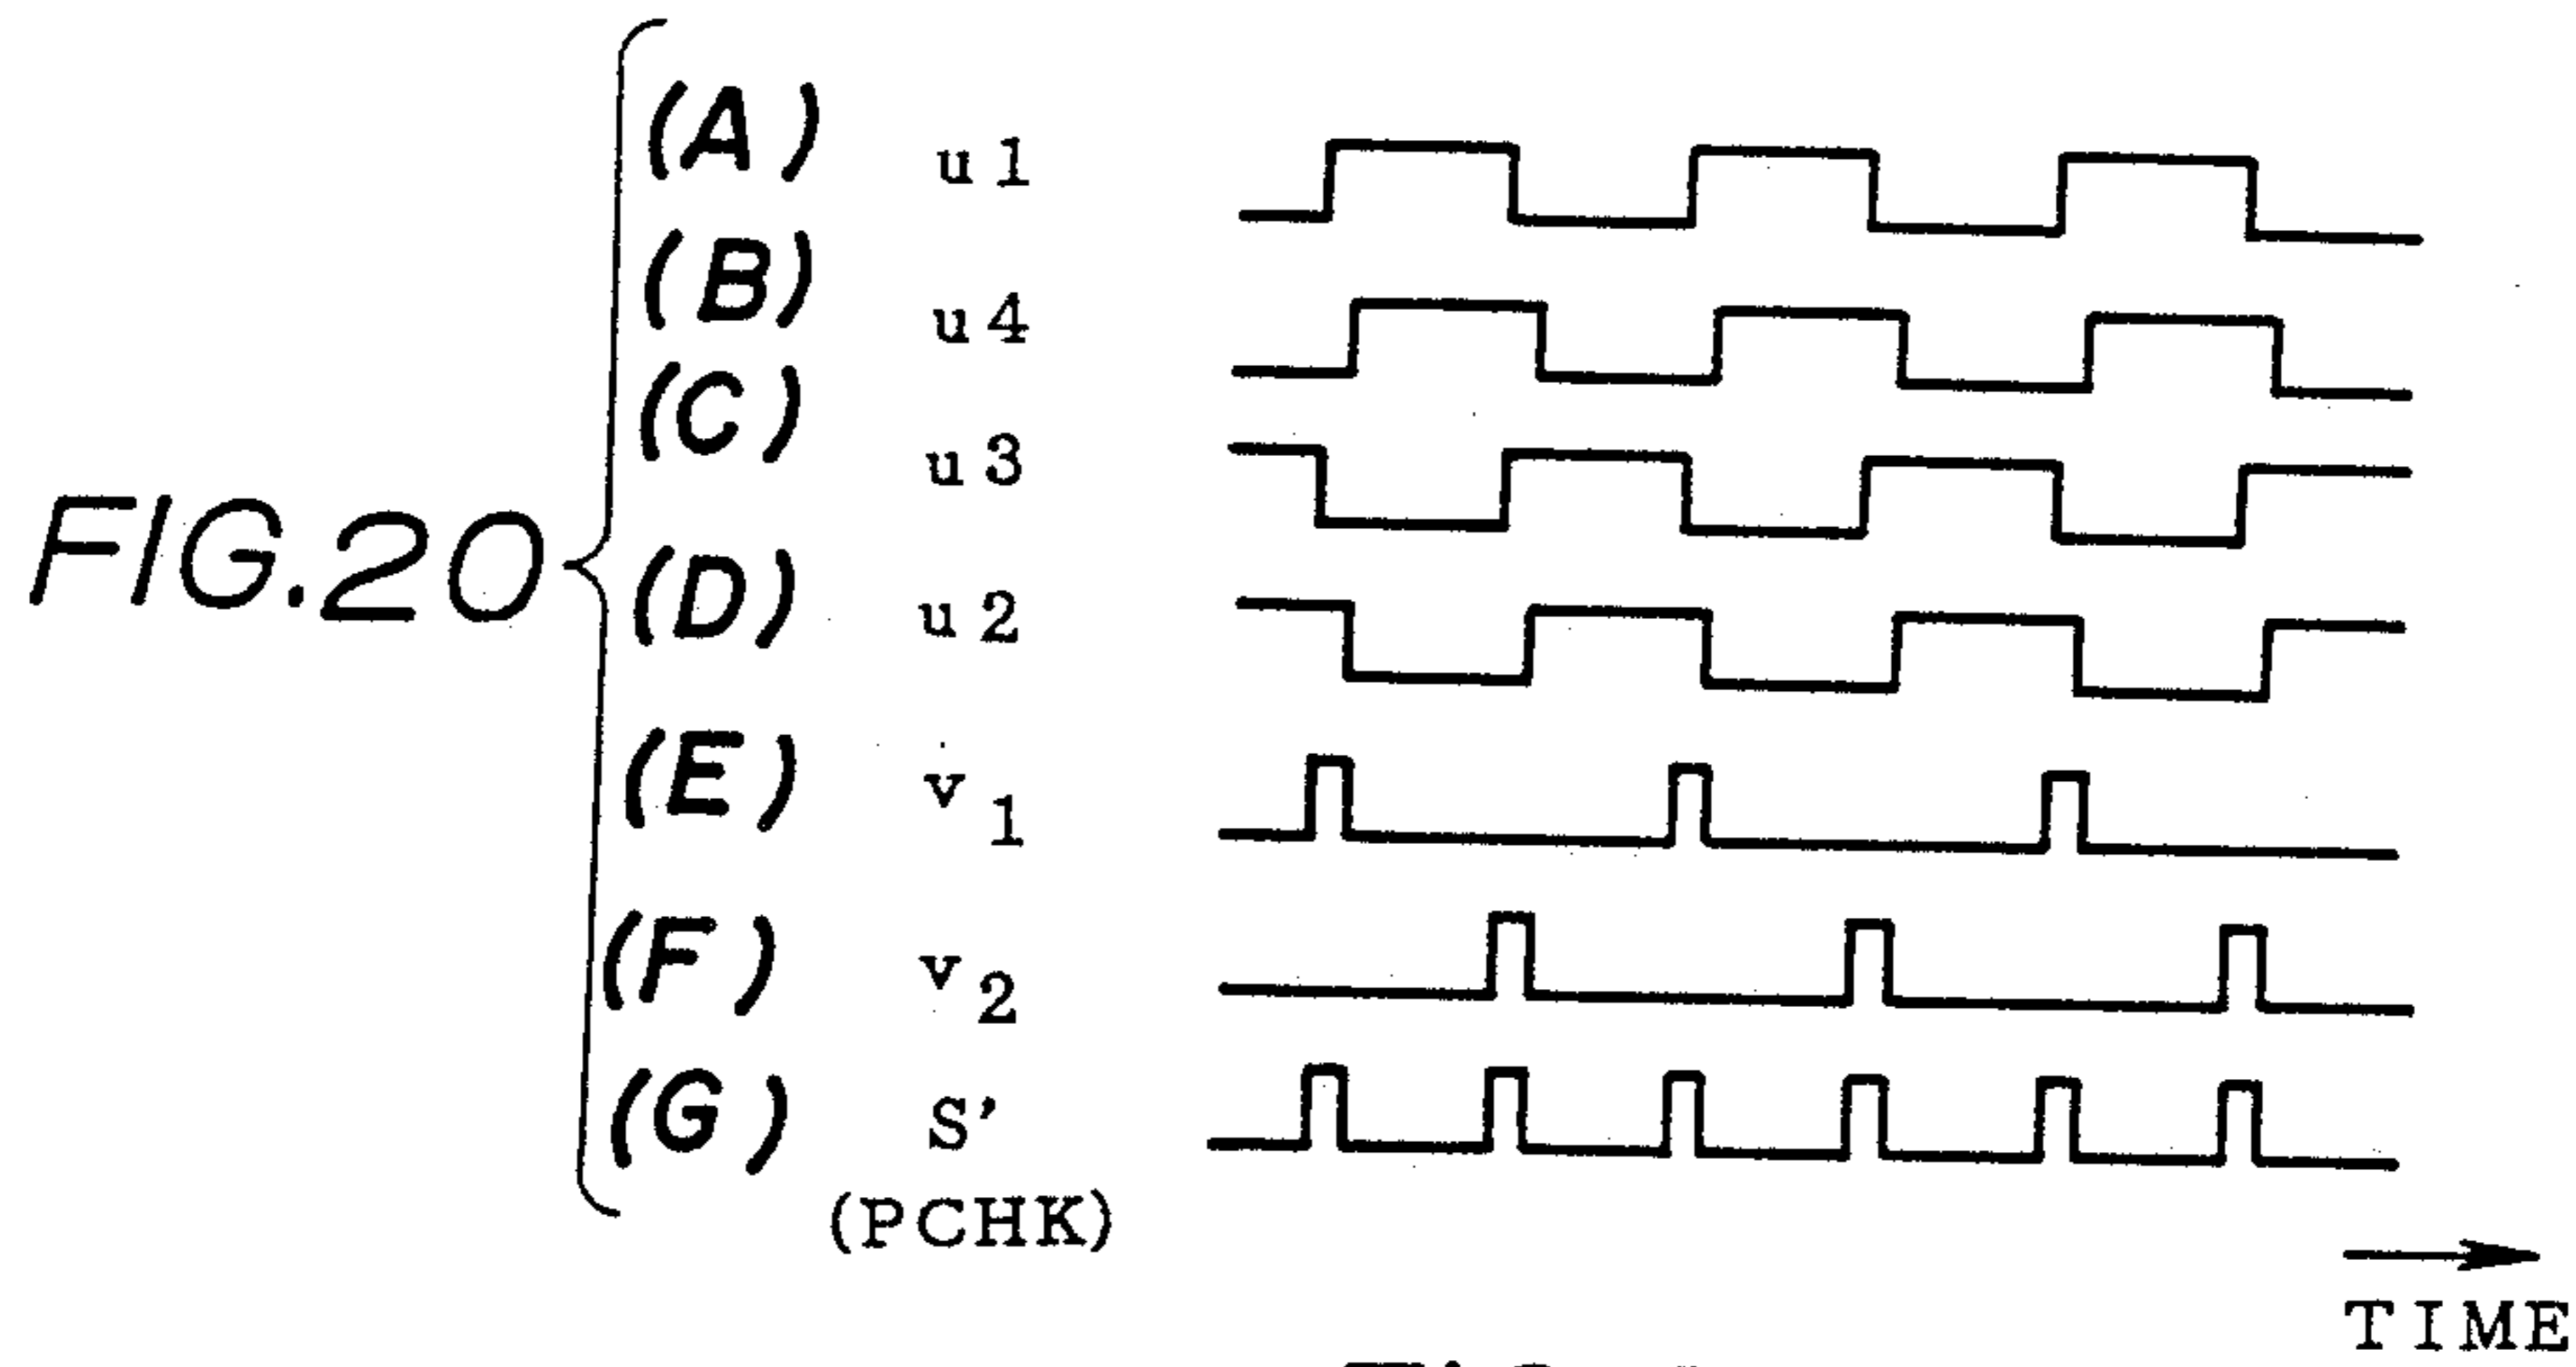 FIG.20
(A) u1
(B) u4
(C) u3
(D) u2
(E) v1
(F) v2
(G) S'
(PCHK)
TIME